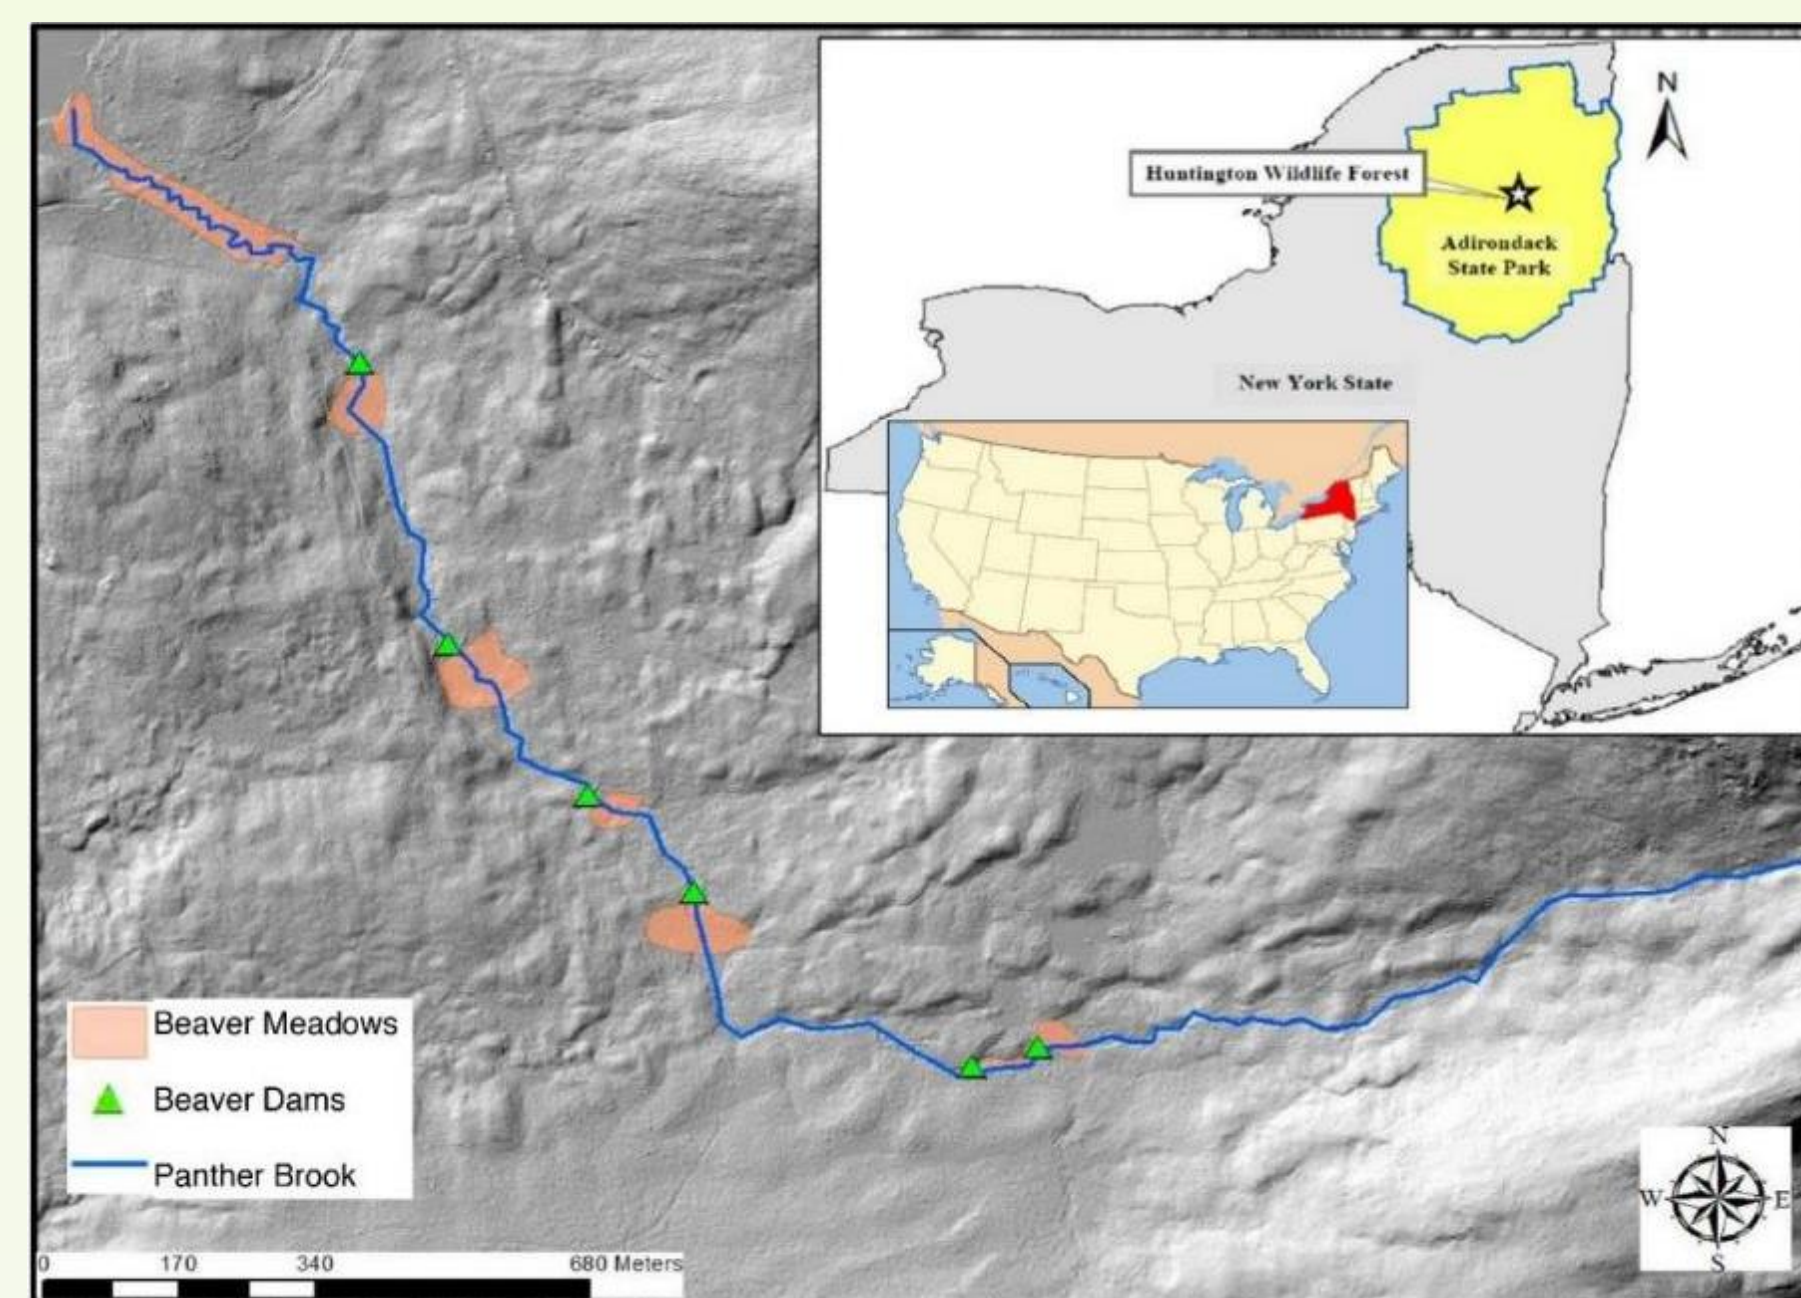 N
Huntington Wildlife Forest
Adirondack
State Park
New York State
Beaver Meadows
Beaver Dams
Panther Brook
0 170 340 680 Meters
N
W E
S